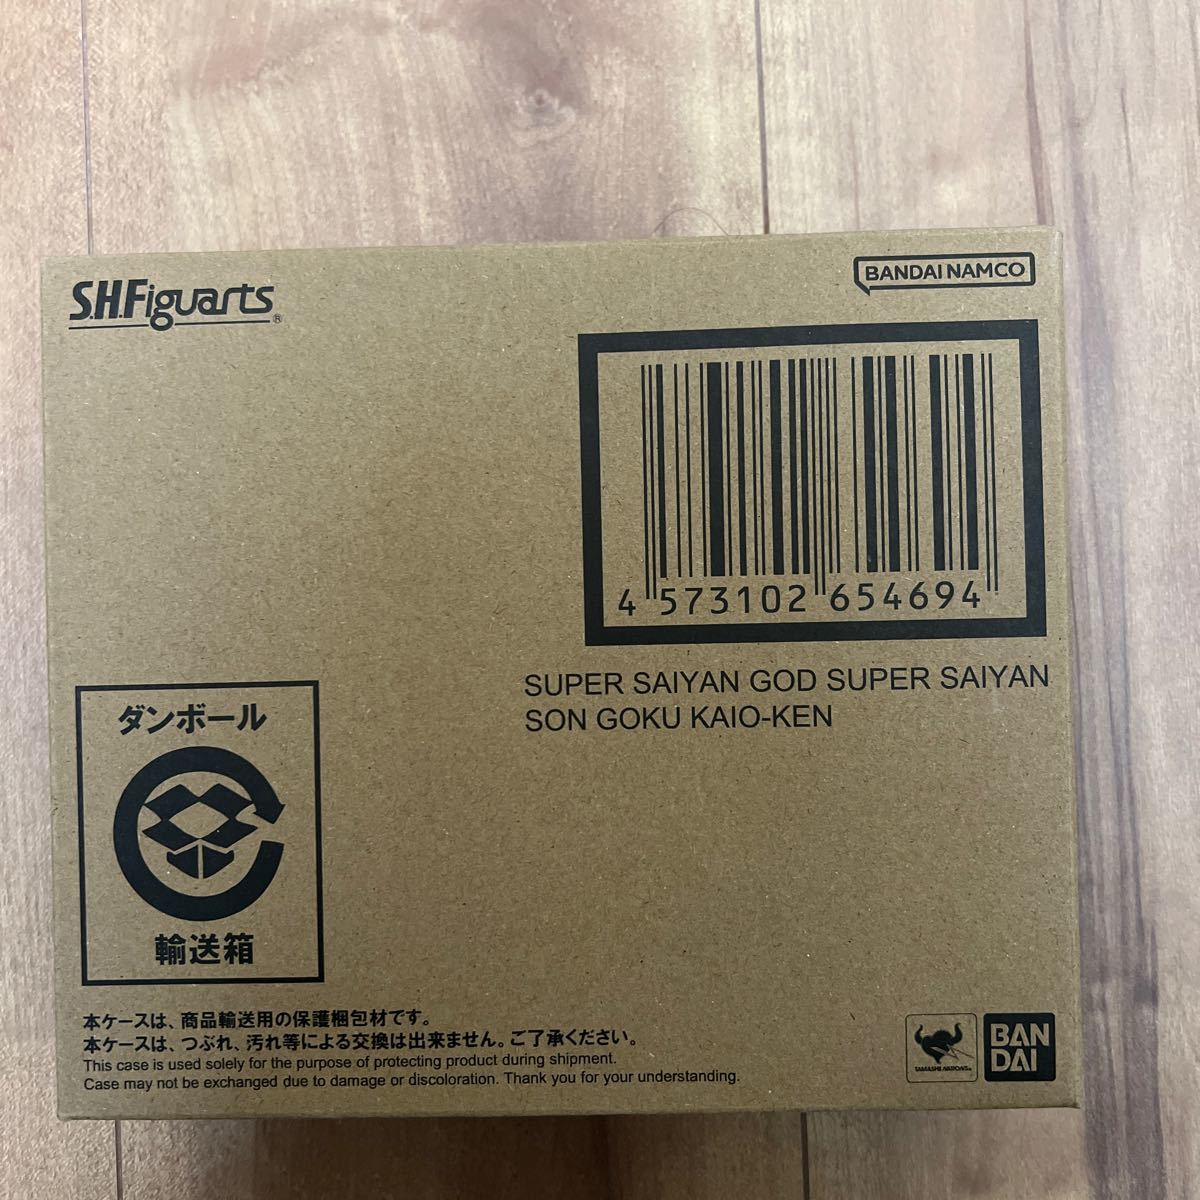 S.H.Figuarts®
BANDAI NAMCO
4 573102 654694
SUPER SAIYAN GOD SUPER SAIYAN
SON GOKU KAIO-KEN
ダンボール
輸送箱
本ケースは、商品輸送用の保護梱包材です。
本ケースは、つぶれ、汚れ等による交換は出来ません。ご了承ください。
This case is used solely for the purpose of protecting product during shipment.
Case may not be exchanged due to damage or discoloration. Thank you for your understanding.
TAMASHII NATIONS
BAN
DAI